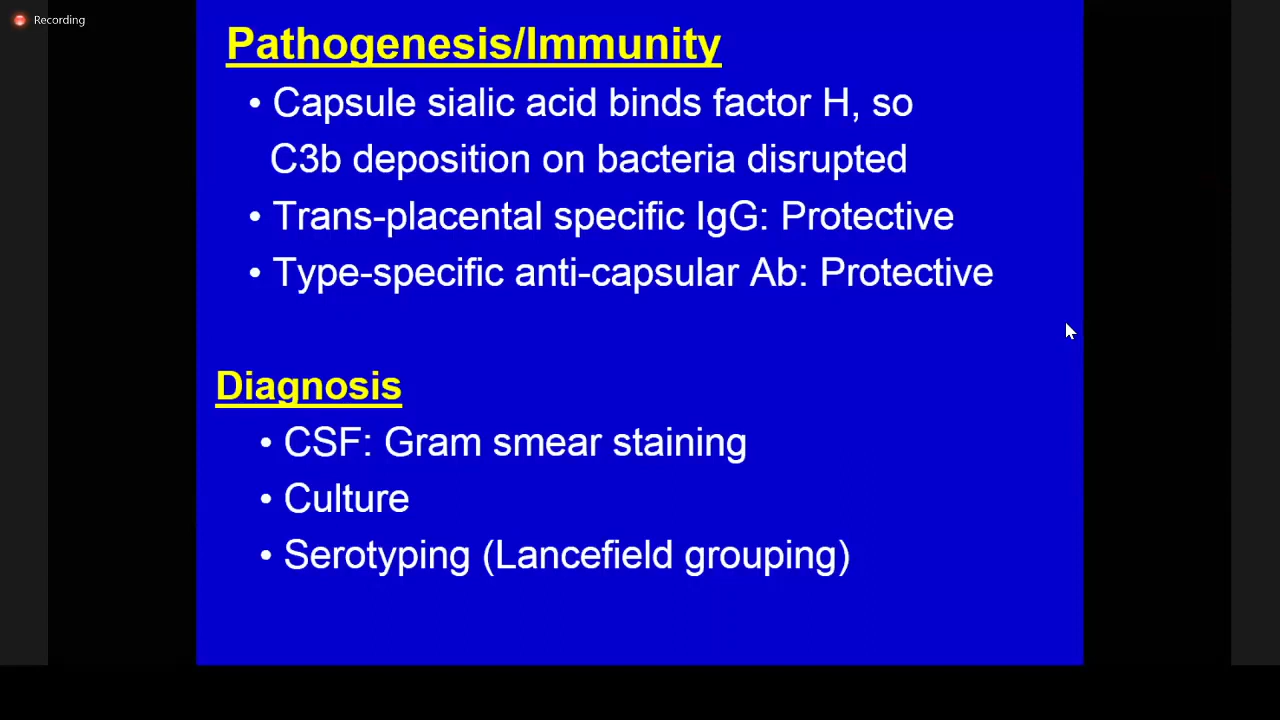 Recording
Pathogenesis/Immunity
• Capsule sialic acid binds factor H, so
C3b deposition on bacteria disrupted
• Trans-placental specific IgG: Protective
• Type-specific anti-capsular Ab: Protective
Diagnosis
• CSF: Gram smear staining
• Culture
• Serotyping (Lancefield grouping)